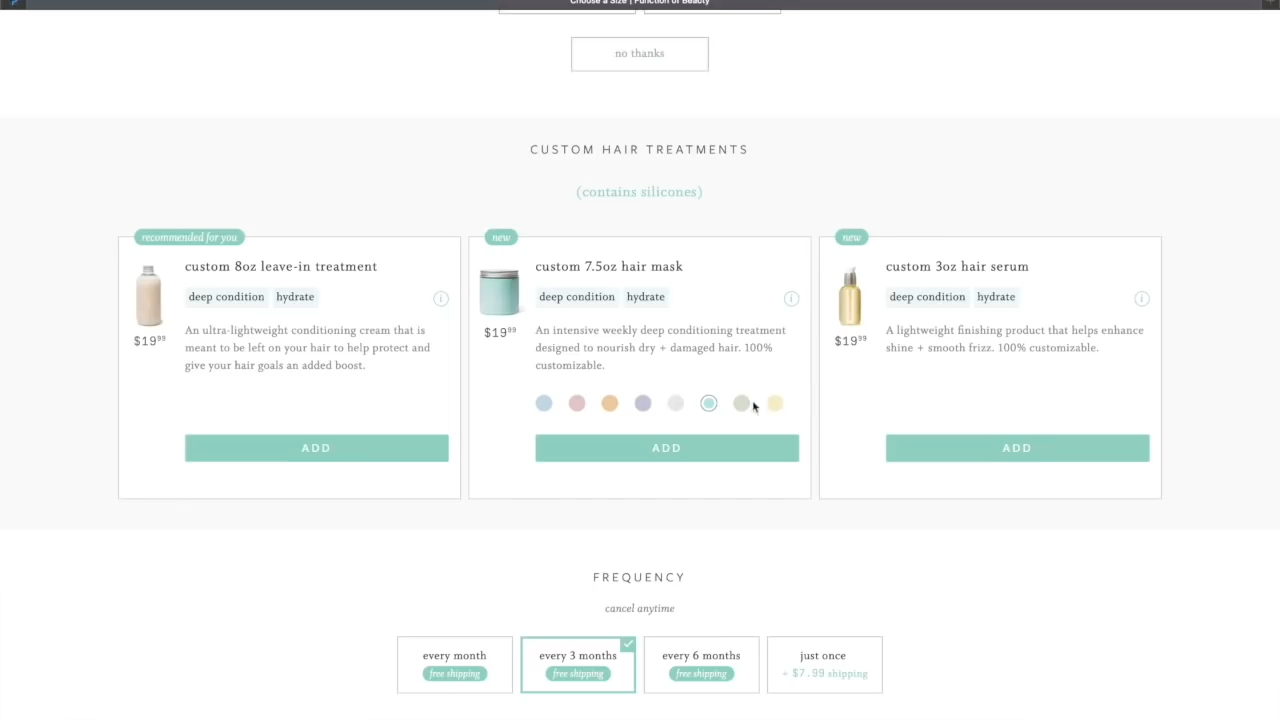 Choose a Size | Function of Beauty
no thanks
CUSTOM HAIR TREATMENTS
(contains silicones)
recommended for you
custom 8oz leave-in treatment
deep condition hydrate
$19.99
An ultra-lightweight conditioning cream that is
meant to be left on your hair to help protect and
give your hair goals an added boost.
ADD
new
custom 7.5oz hair mask
deep condition hydrate
$19.99
An intensive weekly deep conditioning treatment
designed to nourish dry + damaged hair. 100%
customizable.
ADD
new
custom 3oz hair serum
deep condition hydrate
$19.99
A lightweight finishing product that helps enhance
shine + smooth frizz. 100% customizable.
ADD
FREQUENCY
cancel anytime
every month
free shipping
every 3 months
free shipping
every 6 months
free shipping
just once
+ $7.99 shipping